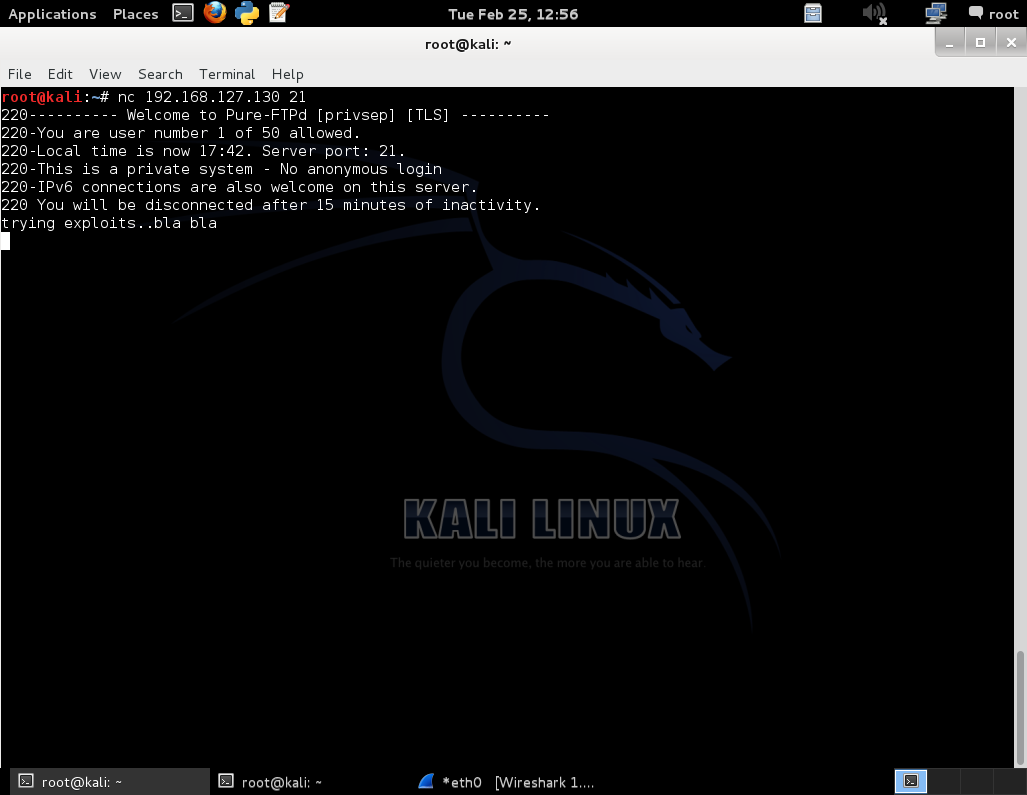 Applications Places Tue Feb 25, 12:56 root
root@kali: ~
File Edit View Search Terminal Help
root@kali:~# nc 192.168.127.130 21
220---------- Welcome to Pure-FTPd [privsep] [TLS] ----------
220-You are user number 1 of 50 allowed.
220-Local time is now 17:42. Server port: 21.
220-This is a private system - No anonymous login
220-IPv6 connections are also welcome on this server.
220 You will be disconnected after 15 minutes of inactivity.
trying exploits..bla bla
KALI LINUX
The quieter you become, the more you are able to hear.
root@kali: ~ root@kali: ~ *eth0 [Wireshark 1....